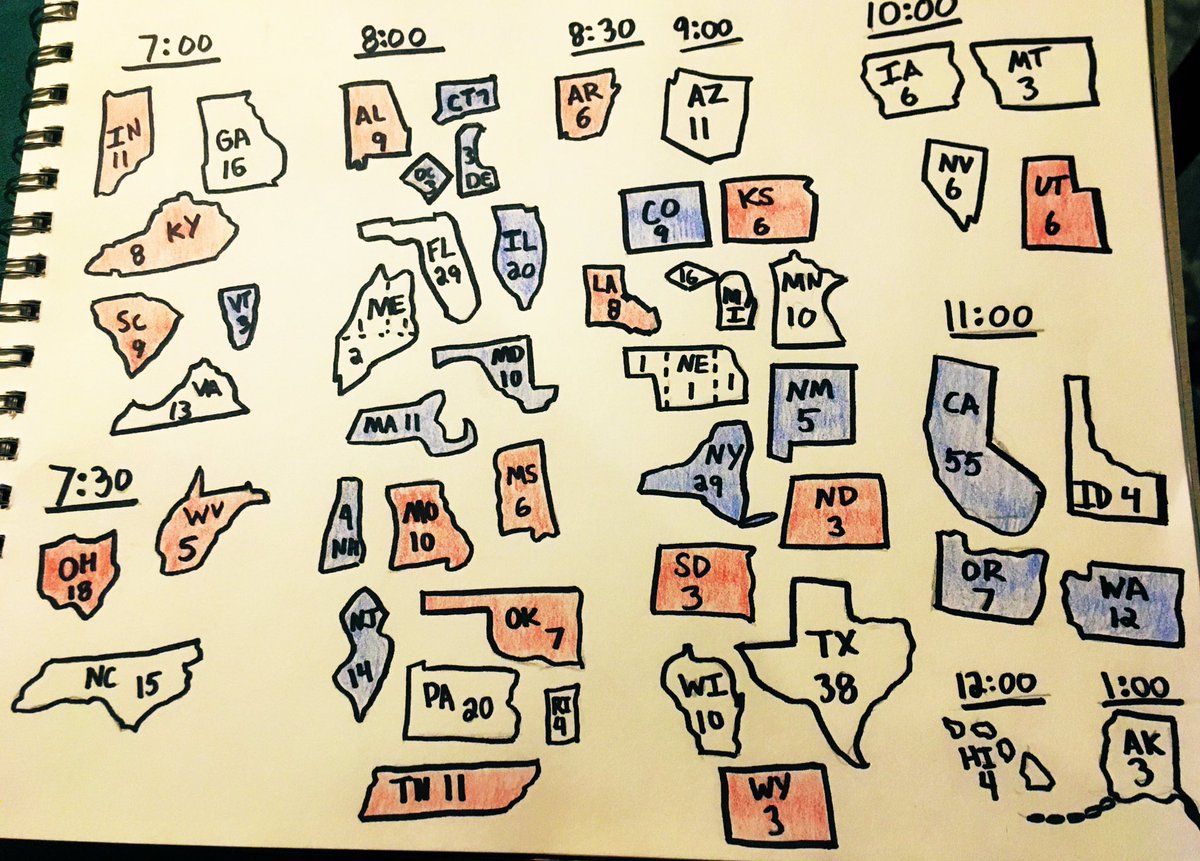 7:00
IN
11
GA
16
KY
8
SC
9
VT
3
VA
13
7:30
WV
5
OH
18
NC 15
8:00
AL
9
CT 7
DC
3
3
DE
FL
29
IL
20
ME
2
MD
10
MA 11
MS
6
4
NH
MO
10
NJ
14
OK
7
PA 20
RI
4
TN 11
8:30
AR
6
9:00
AZ
11
CO
9
KS
6
LA
8
16
MI
MN
10
1 NE 1
1
NM
5
NY
29
ND
3
SD
3
TX
38
WI
10
WY
3
10:00
IA
6
MT
3
NV
6
UT
6
11:00
CA
55
ID 4
OR
7
WA
12
12:00
HI
4
1:00
AK
3